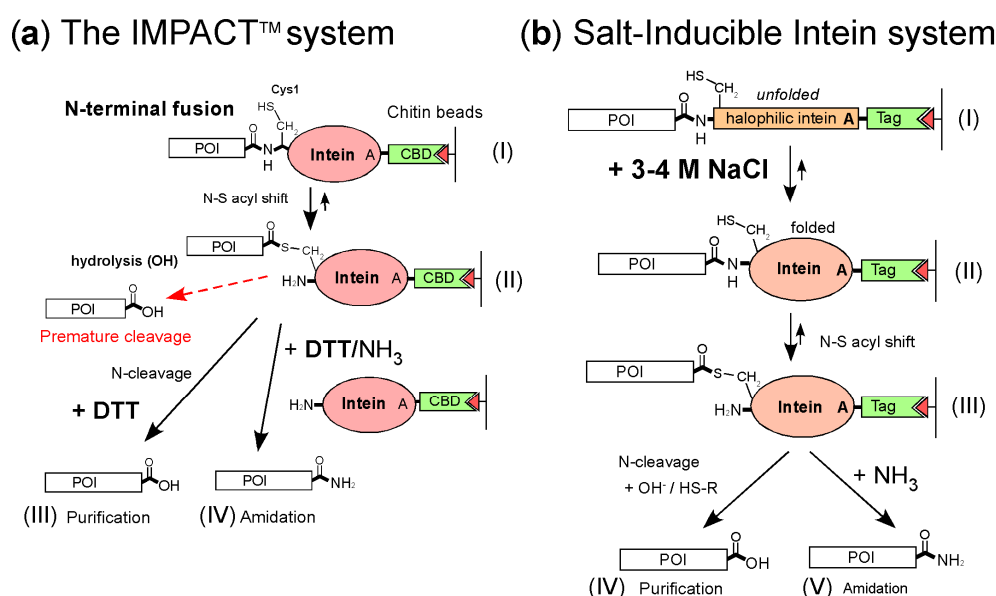 (a) The IMPACT™ system
N-terminal fusion
Cys1
HS
CH2
Chitin beads
POI
O
N
H
Intein
A
CBD
(I)
N-S acyl shift
POI
O
S
CH2
H2N
Intein
A
CBD
(II)
hydrolysis (OH)
POI
O
OH
Premature cleavage
N-cleavage
+ DTT
+ DTT/NH3
H2N
Intein
A
CBD
POI
O
OH
(III) Purification
POI
O
NH2
(IV) Amidation
(b) Salt-Inducible Intein system
HS
CH2
unfolded
POI
O
N
H
halophilic intein A
Tag
(I)
+ 3-4 M NaCl
HS
CH2
folded
POI
O
N
H
Intein
A
Tag
(II)
N-S acyl shift
POI
O
S
CH2
H2N
Intein
A
Tag
(III)
N-cleavage
+ OH- / HS-R
+ NH3
POI
O
OH
(IV) Purification
POI
O
NH2
(V) Amidation